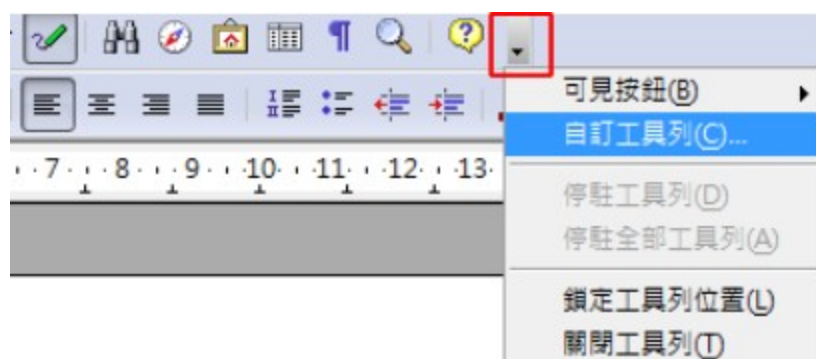 · · 7 · · 8 · · 9 · · 10 · · 11 · · 12 · · 13 ·
可見按鈕(B)
自訂工具列(C)...
停駐工具列(D)
停駐全部工具列(A)
鎖定工具列位置(L)
關閉工具列(T)